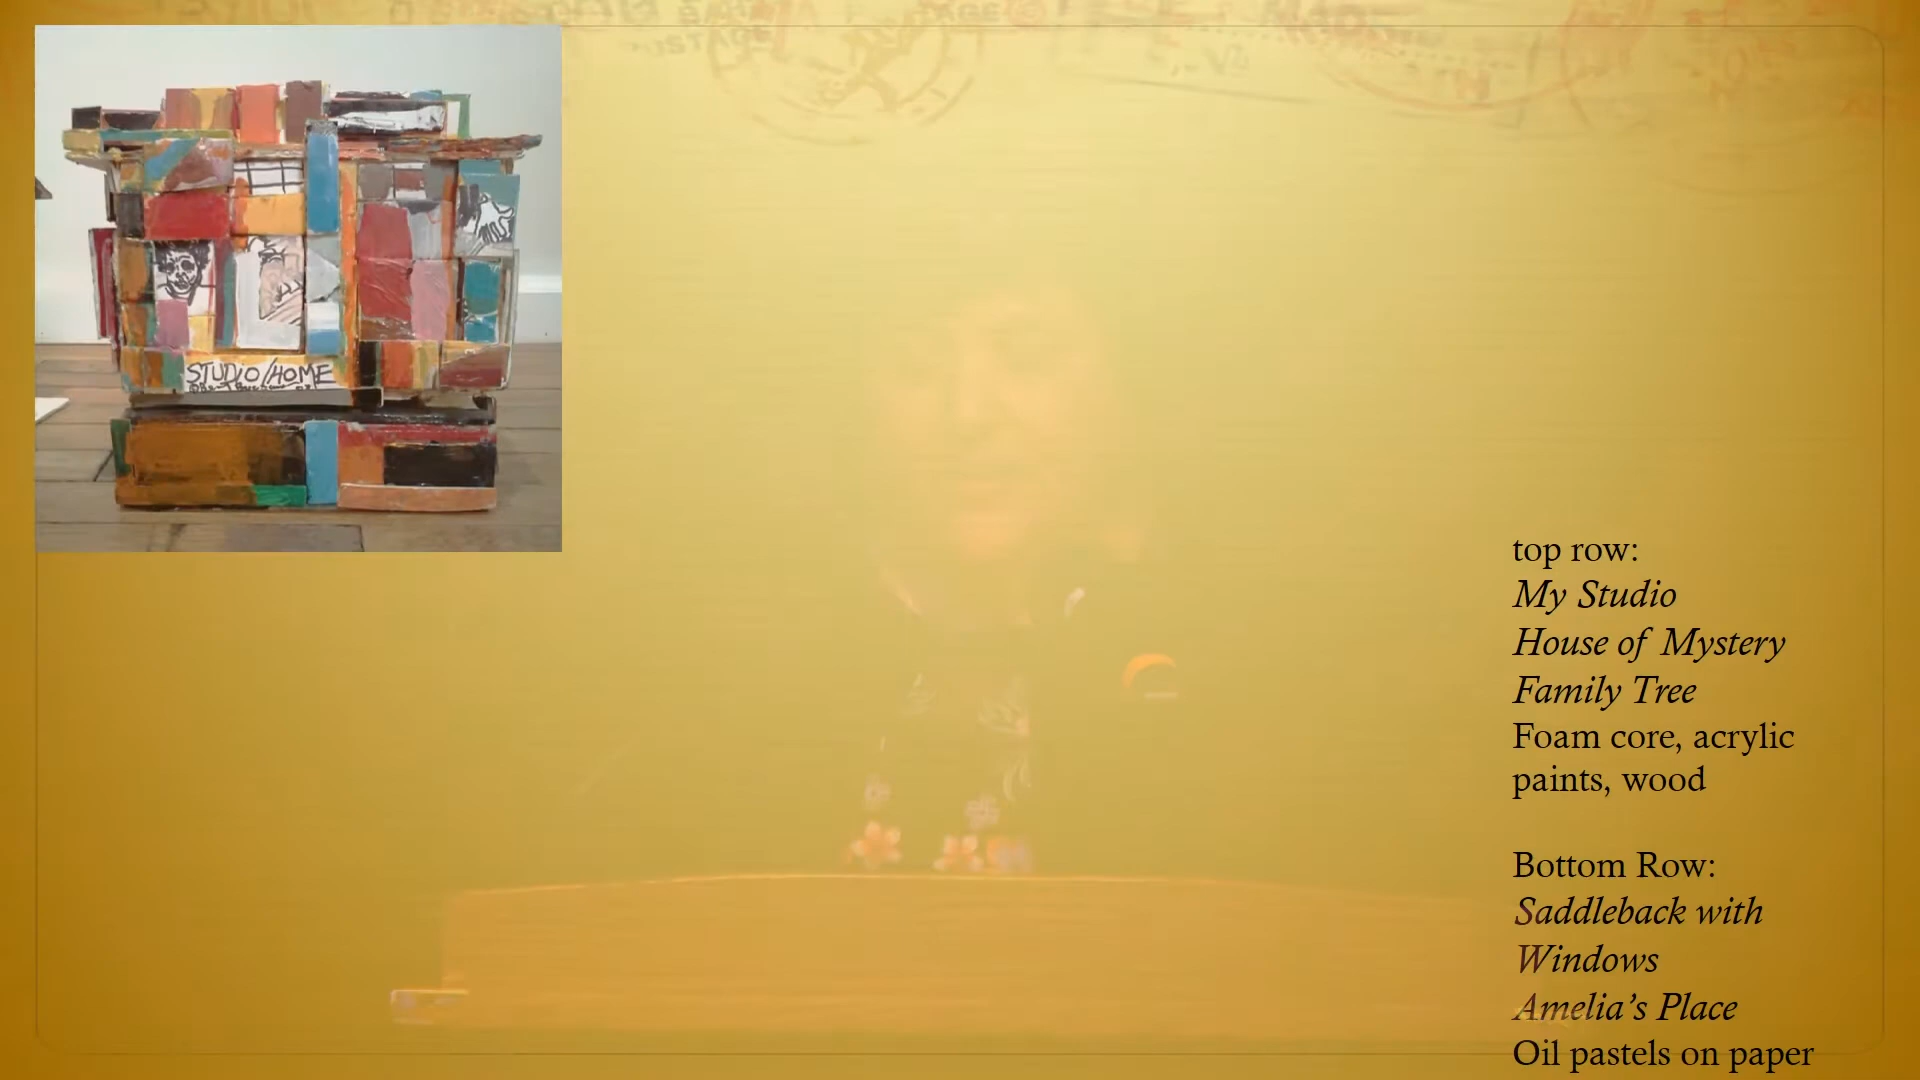 STUDIO/HOME
top row:
My Studio
House of Mystery
Family Tree
Foam core, acrylic
paints, wood
Bottom Row:
Saddleback with
Windows
Amelia's Place
Oil pastels on paper